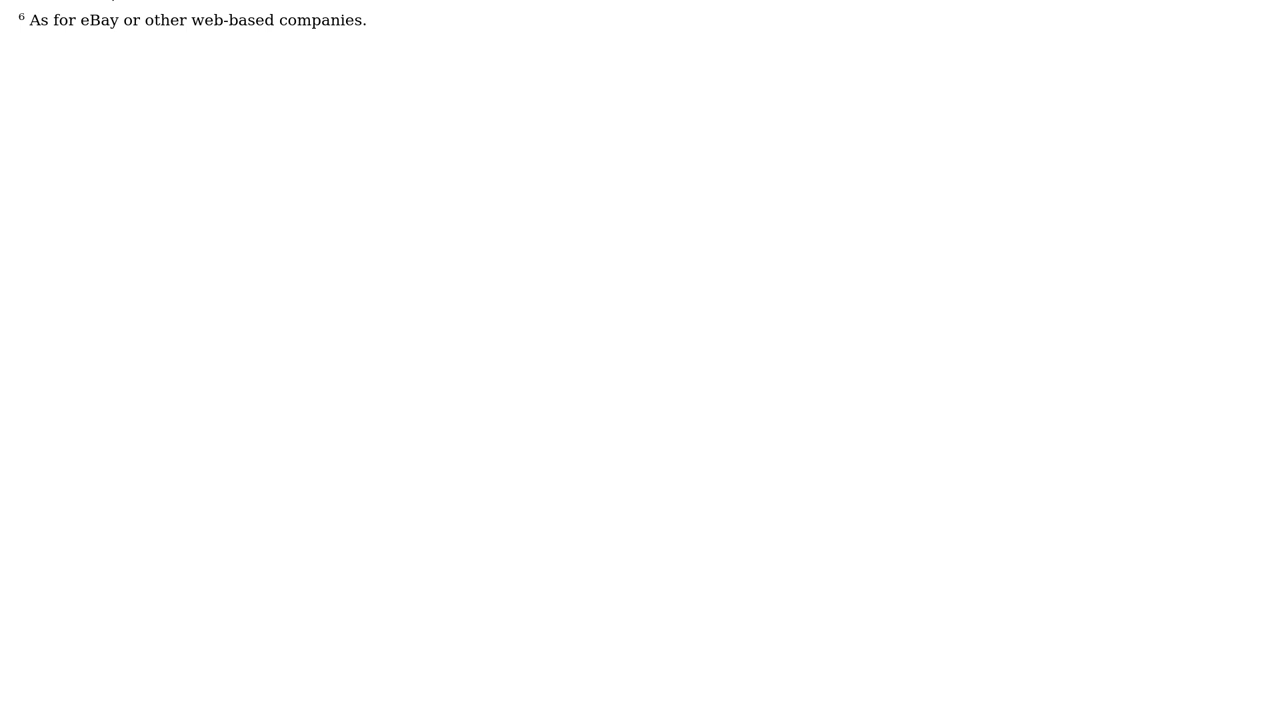 ⁶ As for eBay or other web-based companies.